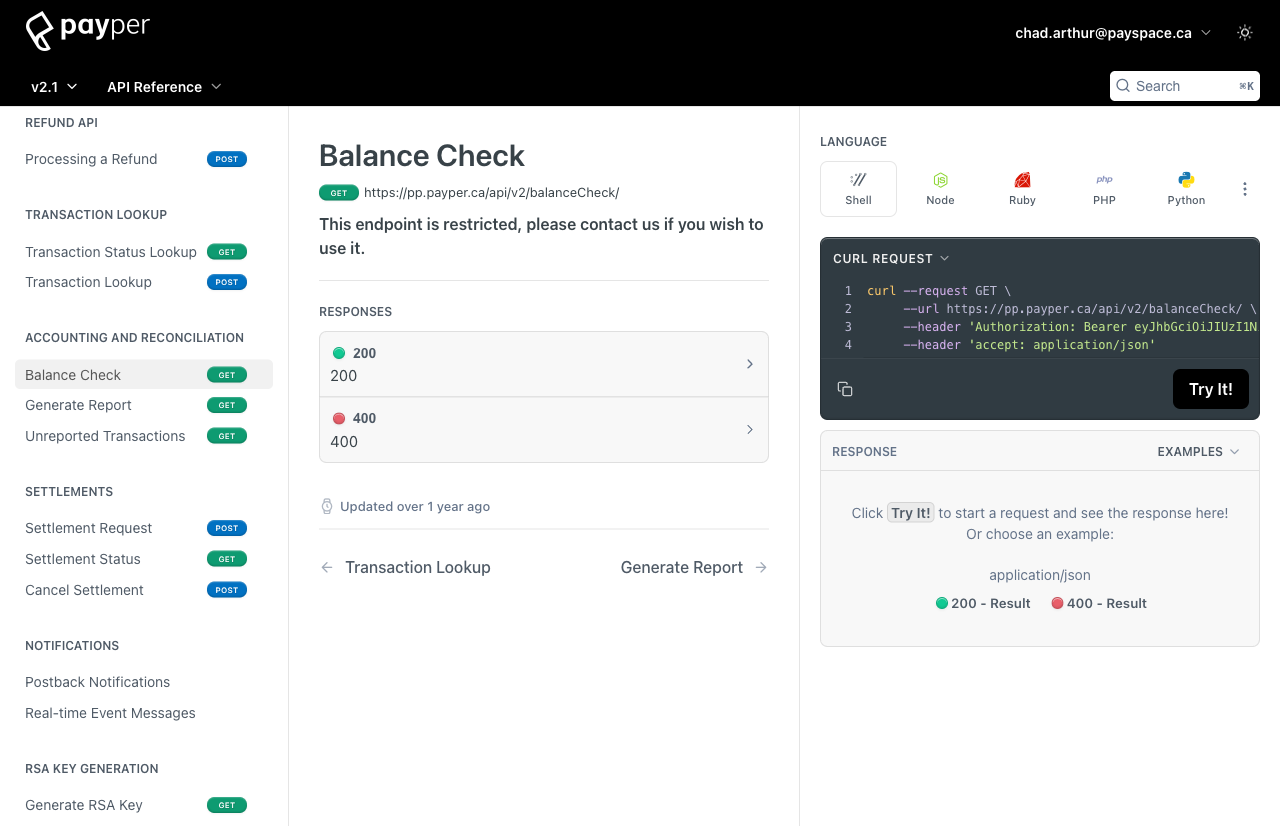 payper
chad.arthur@payspace.ca
v2.1
API Reference
Search
⌘K
REFUND API
Processing a Refund
POST
TRANSACTION LOOKUP
Transaction Status Lookup
GET
Transaction Lookup
POST
ACCOUNTING AND RECONCILIATION
Balance Check
GET
Generate Report
GET
Unreported Transactions
GET
SETTLEMENTS
Settlement Request
POST
Settlement Status
GET
Cancel Settlement
POST
NOTIFICATIONS
Postback Notifications
Real-time Event Messages
RSA KEY GENERATION
Generate RSA Key
GET
Balance Check
GET https://pp.payper.ca/api/v2/balanceCheck/
This endpoint is restricted, please contact us if you wish to
use it.
RESPONSES
200
200
400
400
Updated over 1 year ago
Transaction Lookup
Generate Report
LANGUAGE
JS
php
Shell
Node
Ruby
PHP
Python
CURL REQUEST
1 curl --request GET \
2 --url https://pp.payper.ca/api/v2/balanceCheck/ \
3 --header 'Authorization: Bearer eyJhbGciOiJIUzI1N
4 --header 'accept: application/json'
Try It!
RESPONSE
EXAMPLES
Click Try It! to start a request and see the response here!
Or choose an example:
application/json
200 - Result
400 - Result